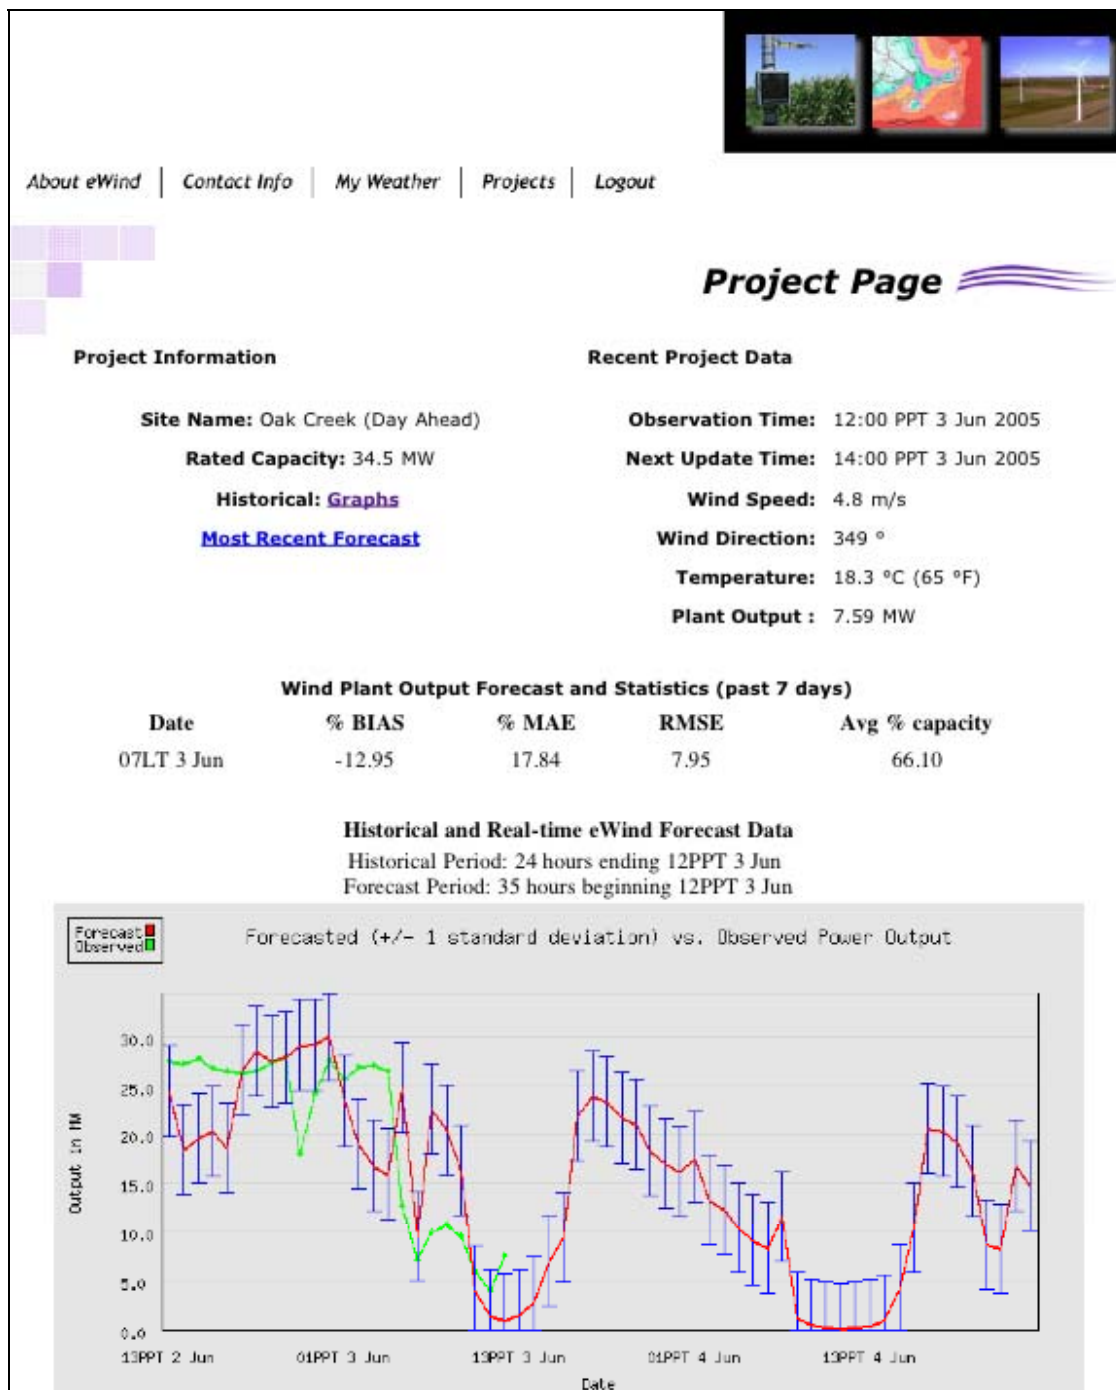 About eWind | Contact Info | My Weather | Projects | Logout
Project Page
Project Information
Site Name: Oak Creek (Day Ahead)
Rated Capacity: 34.5 MW
Historical: Graphs
Most Recent Forecast
Recent Project Data
Observation Time: 12:00 PPT 3 Jun 2005
Next Update Time: 14:00 PPT 3 Jun 2005
Wind Speed: 4.8 m/s
Wind Direction: 349 °
Temperature: 18.3 °C (65 °F)
Plant Output : 7.59 MW
Wind Plant Output Forecast and Statistics (past 7 days)
Date % BIAS % MAE RMSE Avg % capacity
07LT 3 Jun -12.95 17.84 7.95 66.10
Historical and Real-time eWind Forecast Data
Historical Period: 24 hours ending 12PPT 3 Jun
Forecast Period: 35 hours beginning 12PPT 3 Jun
Forecast
Observed
Forecasted (+/- 1 standard deviation) vs. Observed Power Output
Output in MW
30.0
25.0
20.0
15.0
10.0
5.0
0.0
13PPT 2 Jun 01PPT 3 Jun 13PPT 3 Jun 01PPT 4 Jun 13PPT 4 Jun
Date